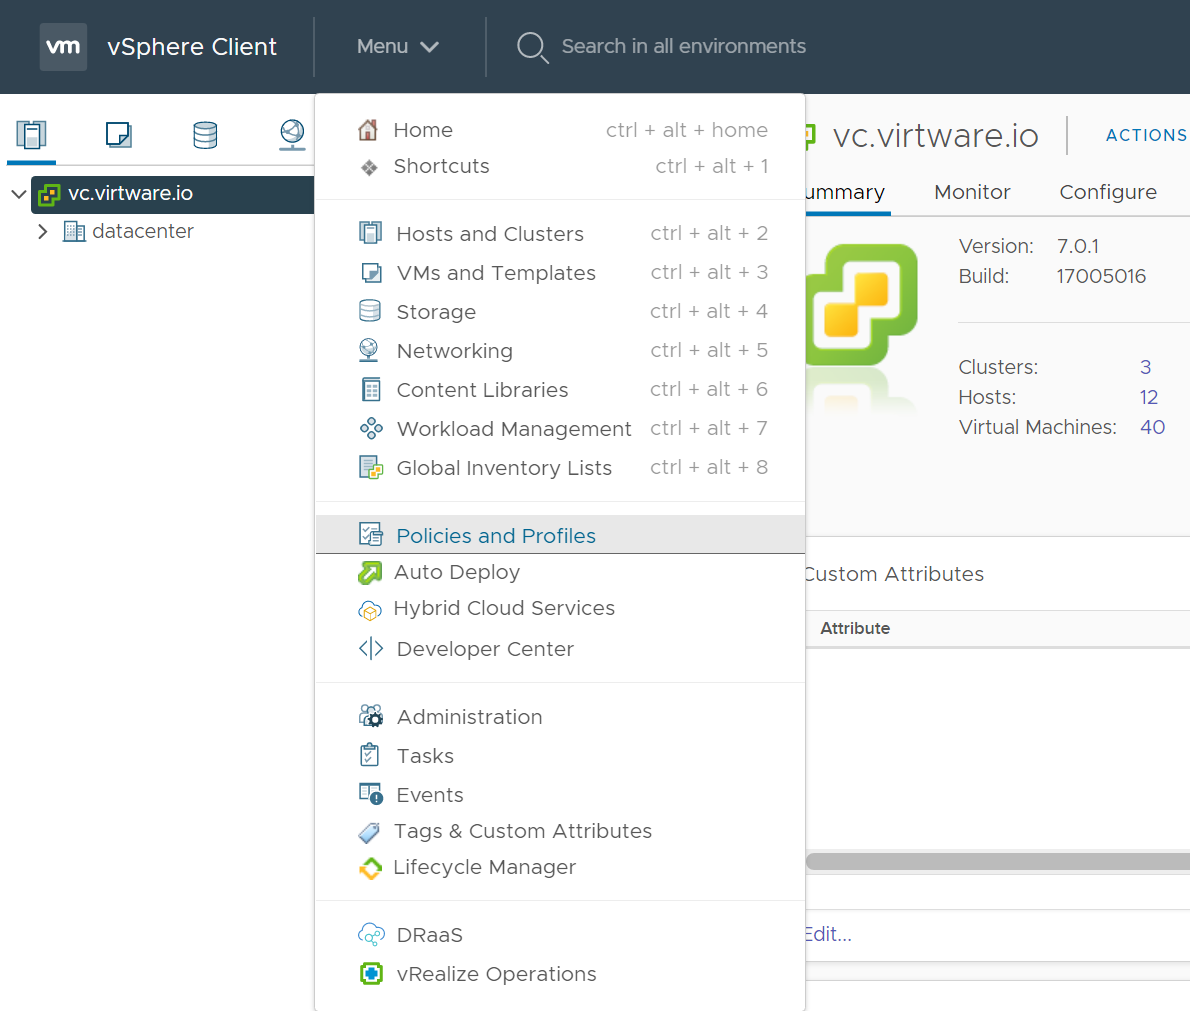 vm vSphere Client Menu Search in all environments
vc.virtware.io
datacenter
Home ctrl + alt + home
Shortcuts ctrl + alt + 1
Hosts and Clusters ctrl + alt + 2
VMs and Templates ctrl + alt + 3
Storage ctrl + alt + 4
Networking ctrl + alt + 5
Content Libraries ctrl + alt + 6
Workload Management ctrl + alt + 7
Global Inventory Lists ctrl + alt + 8
Policies and Profiles
Auto Deploy
Hybrid Cloud Services
Developer Center
Administration
Tasks
Events
Tags & Custom Attributes
Lifecycle Manager
DRaaS
vRealize Operations
vc.virtware.io ACTIONS
ummary Monitor Configure
Version: 7.0.1
Build: 17005016
Clusters: 3
Hosts: 12
Virtual Machines: 40
Custom Attributes
Attribute
Edit...